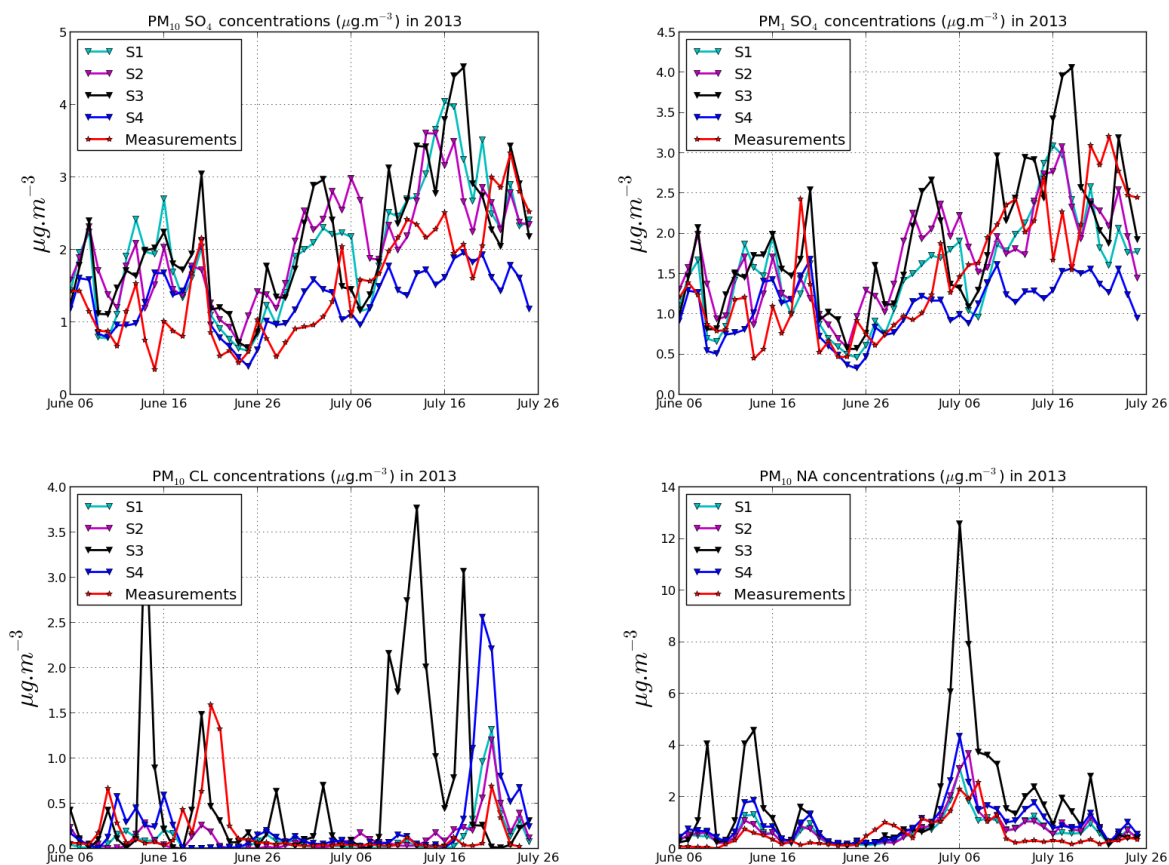 PM₁₀ SO₄ concentrations (μg.m⁻³) in 2013
μg.m⁻³
5
4
3
2
1
0
S1
S2
S3
S4
Measurements
June 06 June 16 June 26 July 06 July 16 July 26
PM₁ SO₄ concentrations (μg.m⁻³) in 2013
μg.m⁻³
4.5
4.0
3.5
3.0
2.5
2.0
1.5
1.0
0.5
0.0
S1
S2
S3
S4
Measurements
June 06 June 16 June 26 July 06 July 16 July 26
PM₁₀ CL concentrations (μg.m⁻³) in 2013
μg.m⁻³
4.0
3.5
3.0
2.5
2.0
1.5
1.0
0.5
0.0
S1
S2
S3
S4
Measurements
June 06 June 16 June 26 July 06 July 16 July 26
PM₁₀ NA concentrations (μg.m⁻³) in 2013
μg.m⁻³
14
12
10
8
6
4
2
0
S1
S2
S3
S4
Measurements
June 06 June 16 June 26 July 06 July 16 July 26